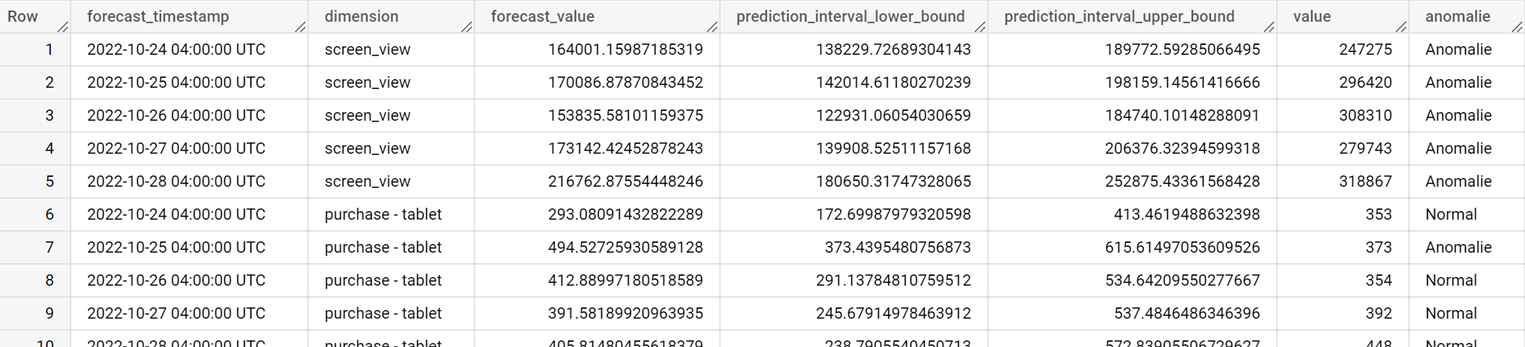 Row forecast_timestamp dimension forecast_value prediction_interval_lower_bound prediction_interval_upper_bound value anomalie
1 2022-10-24 04:00:00 UTC screen_view 164001.15987185319 138229.72689304143 189772.59285066495 247275 Anomalie
2 2022-10-25 04:00:00 UTC screen_view 170086.87870843452 142014.61180270239 198159.14561416666 296420 Anomalie
3 2022-10-26 04:00:00 UTC screen_view 153835.58101159375 122931.06054030659 184740.10148288091 308310 Anomalie
4 2022-10-27 04:00:00 UTC screen_view 173142.42452878243 139908.52511157168 206376.32394599318 279743 Anomalie
5 2022-10-28 04:00:00 UTC screen_view 216762.87554448246 180650.31747328065 252875.43361568428 318867 Anomalie
6 2022-10-24 04:00:00 UTC purchase - tablet 293.08091432822289 172.69987979320598 413.4619488632398 353 Normal
7 2022-10-25 04:00:00 UTC purchase - tablet 494.52725930589128 373.4395480756873 615.61497053609526 373 Anomalie
8 2022-10-26 04:00:00 UTC purchase - tablet 412.88997180518589 291.13784810759512 534.64209550277667 354 Normal
9 2022-10-27 04:00:00 UTC purchase - tablet 391.58189920963935 245.67914978463912 537.4846486346396 392 Normal
10 2022-10-28 04:00:00 UTC purchase - tablet 405.81480455618379 238.7905540450713 572.83905506729627 448 Normal